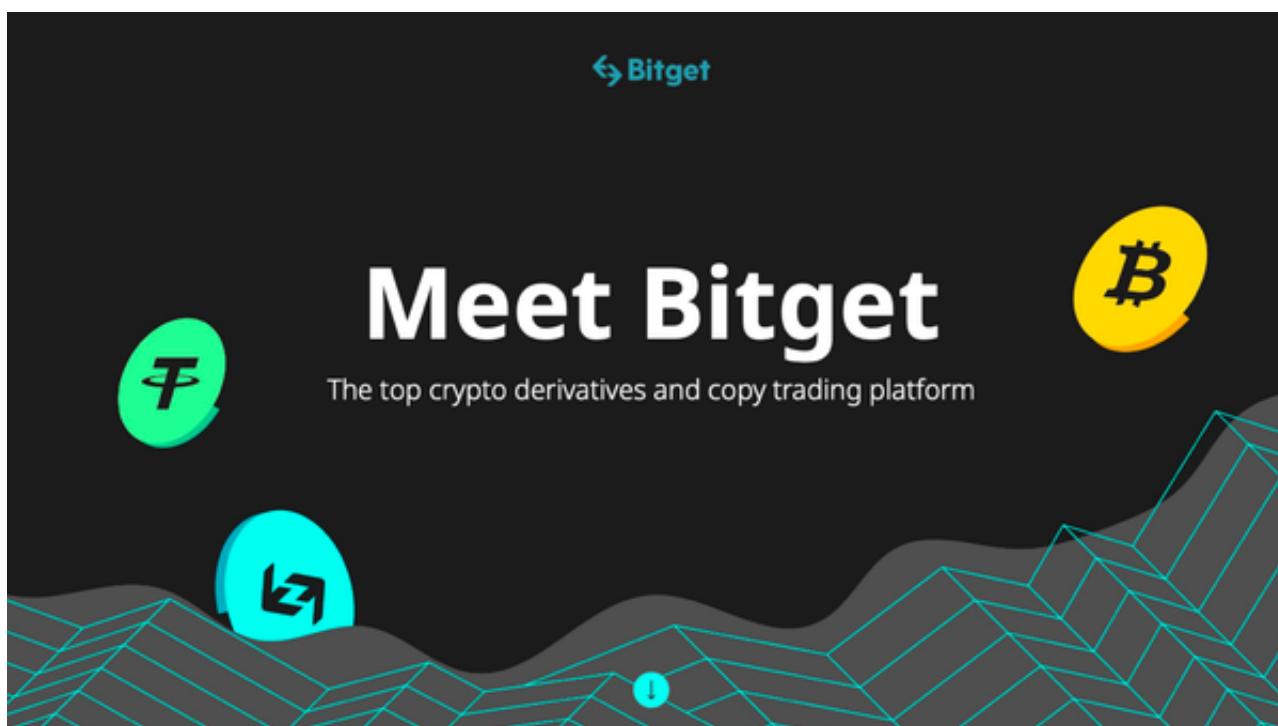 Bitget
Meet Bitget
The top crypto derivatives and copy trading platform